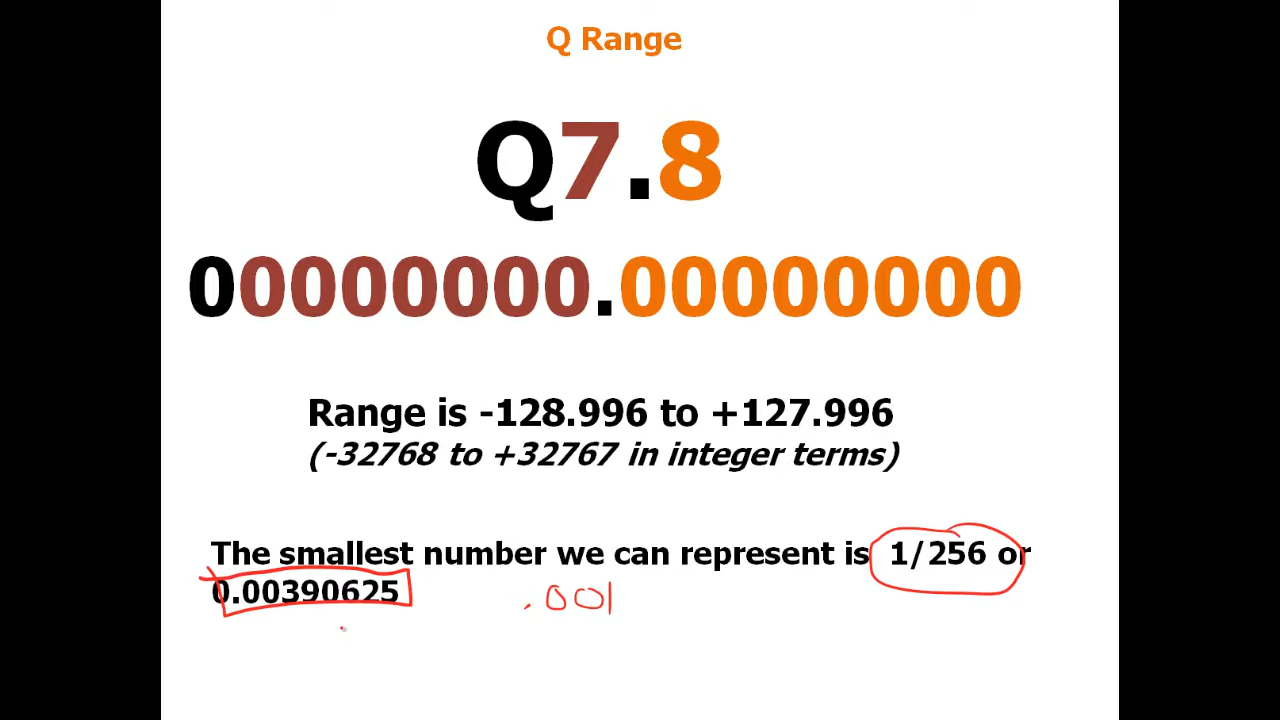 Q Range
Q7.8
00000000.00000000
Range is -128.996 to +127.996
(-32768 to +32767 in integer terms)
The smallest number we can represent is 1/256 or
0.00390625
.001